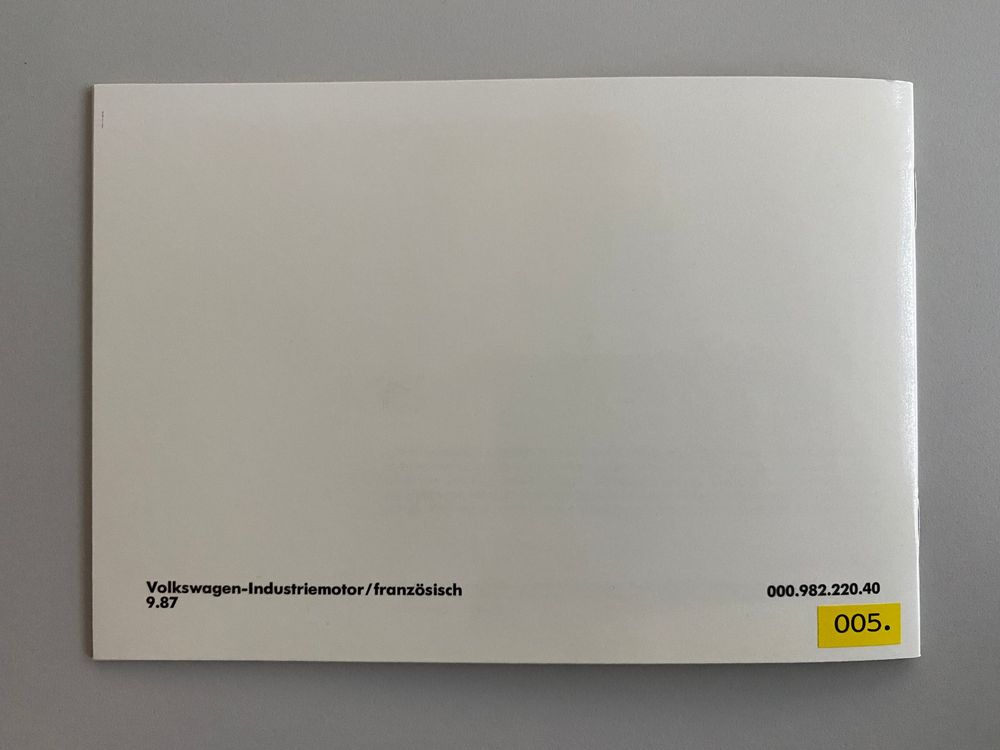 Volkswagen-Industriemotor/französisch
9.87
000.982.220.40
005.